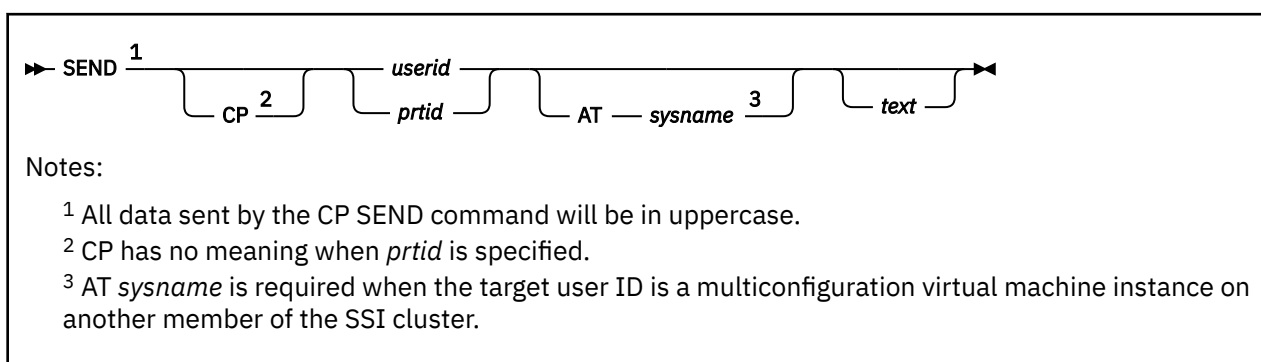 SEND 1 userid
CP 2 prtid AT sysname 3 text
Notes:
1 All data sent by the CP SEND command will be in uppercase.
2 CP has no meaning when prtid is specified.
3 AT sysname is required when the target user ID is a multiconfiguration virtual machine instance on
another member of the SSI cluster.